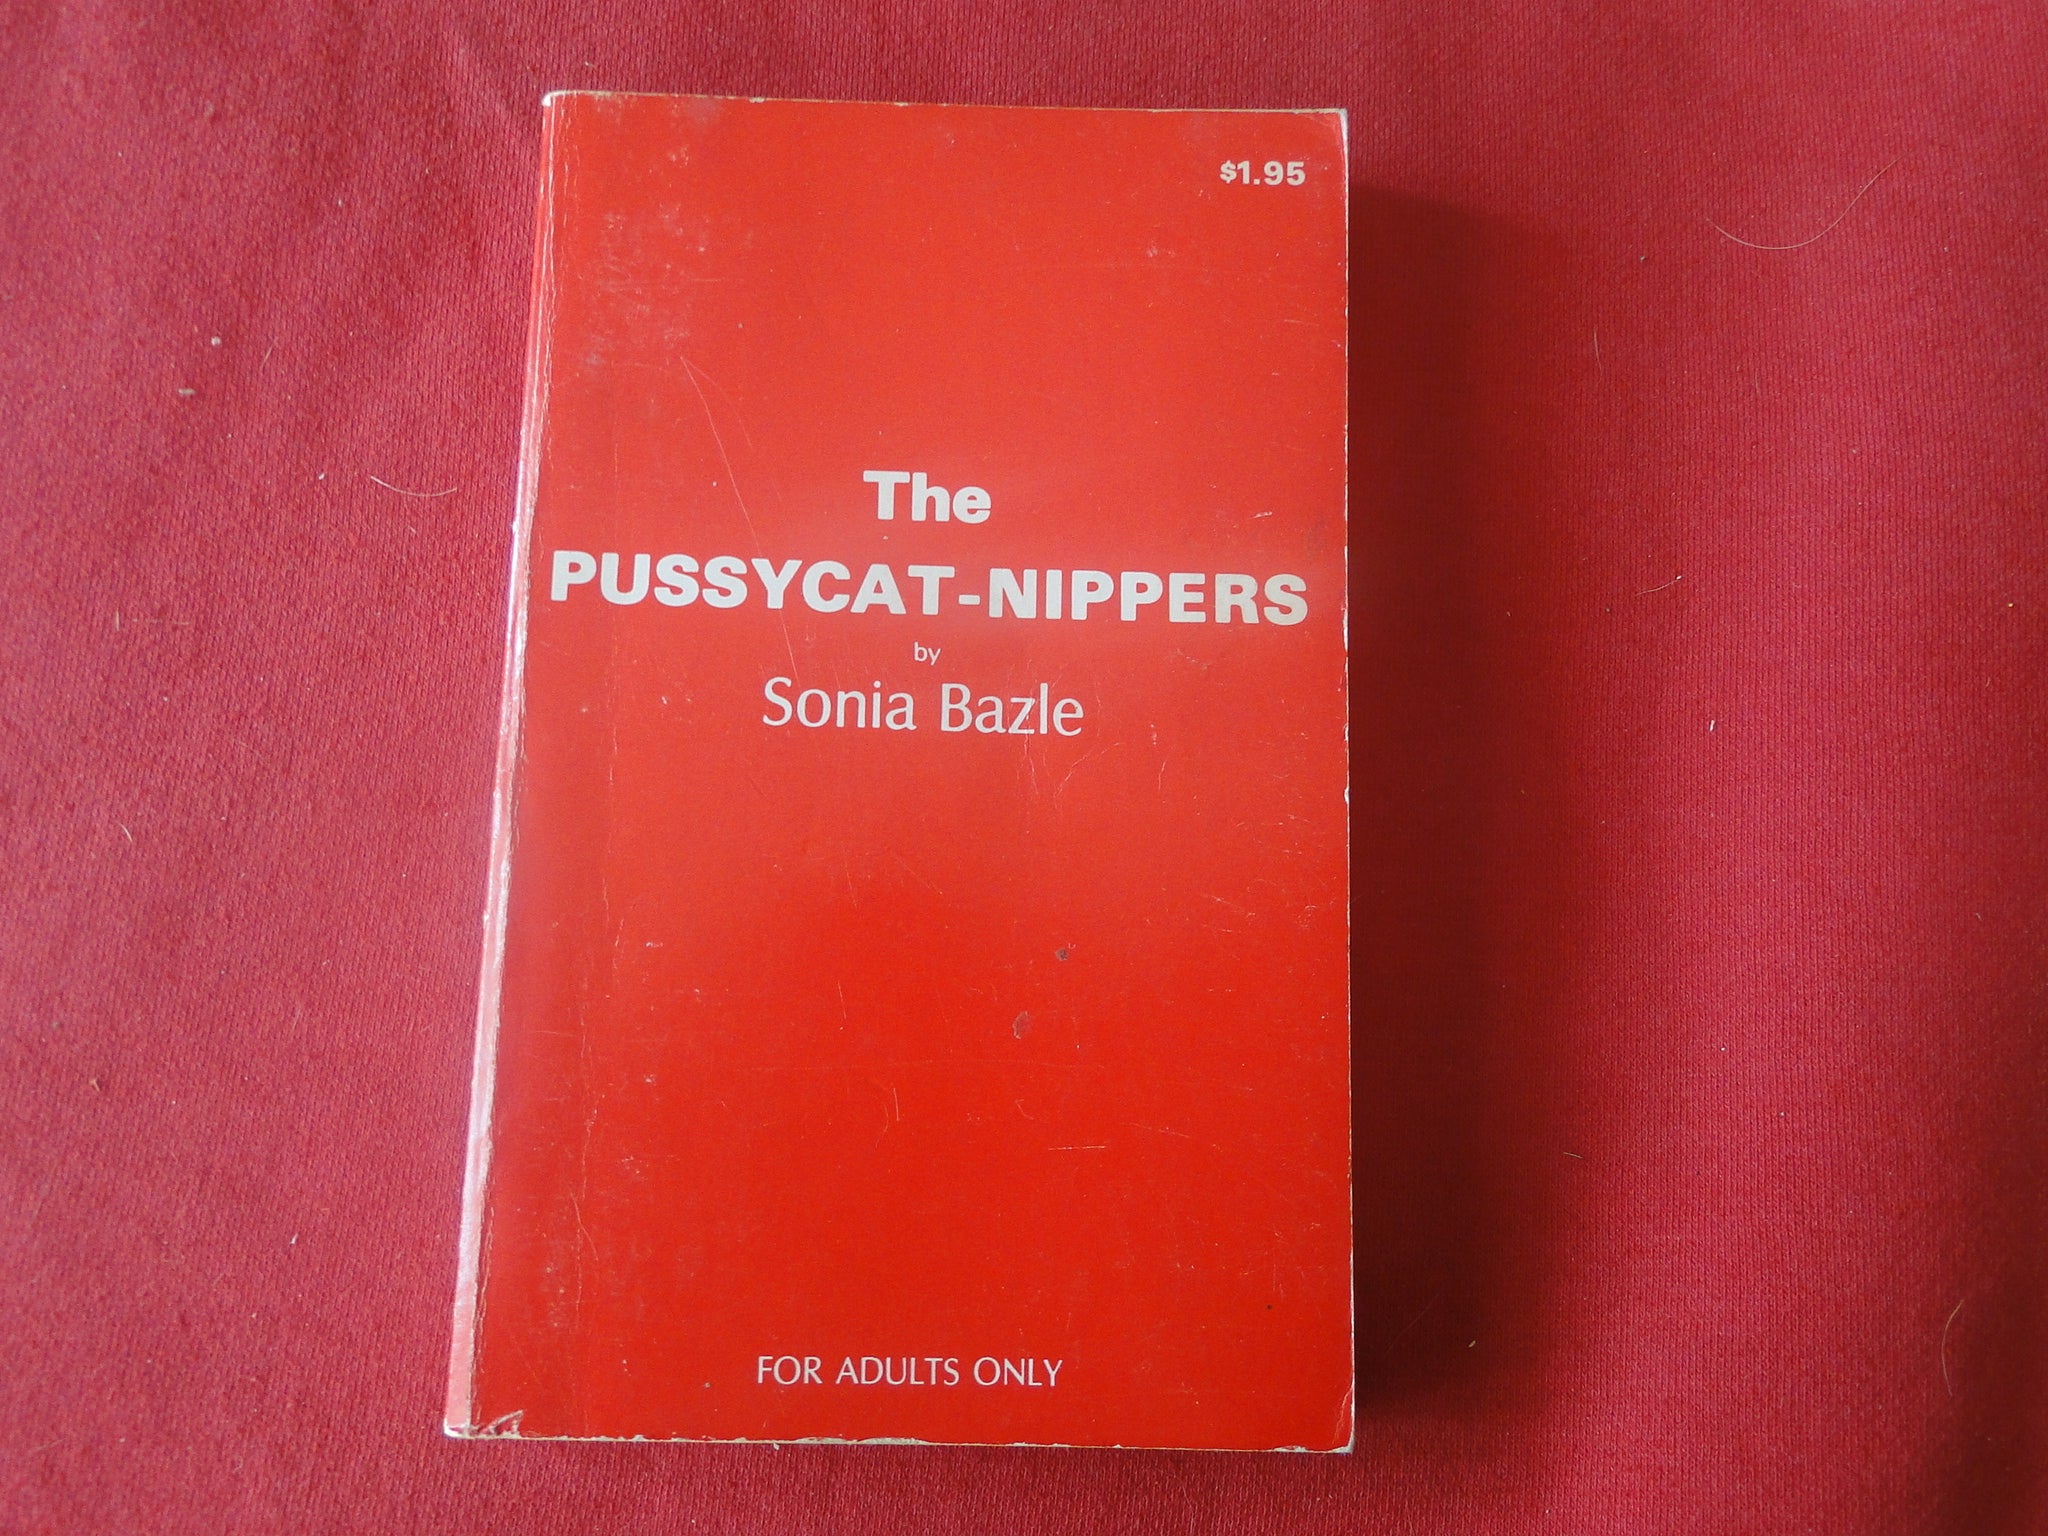 $1.95
The
PUSSYCAT-NIPPERS
by
Sonia Bazle
FOR ADULTS ONLY